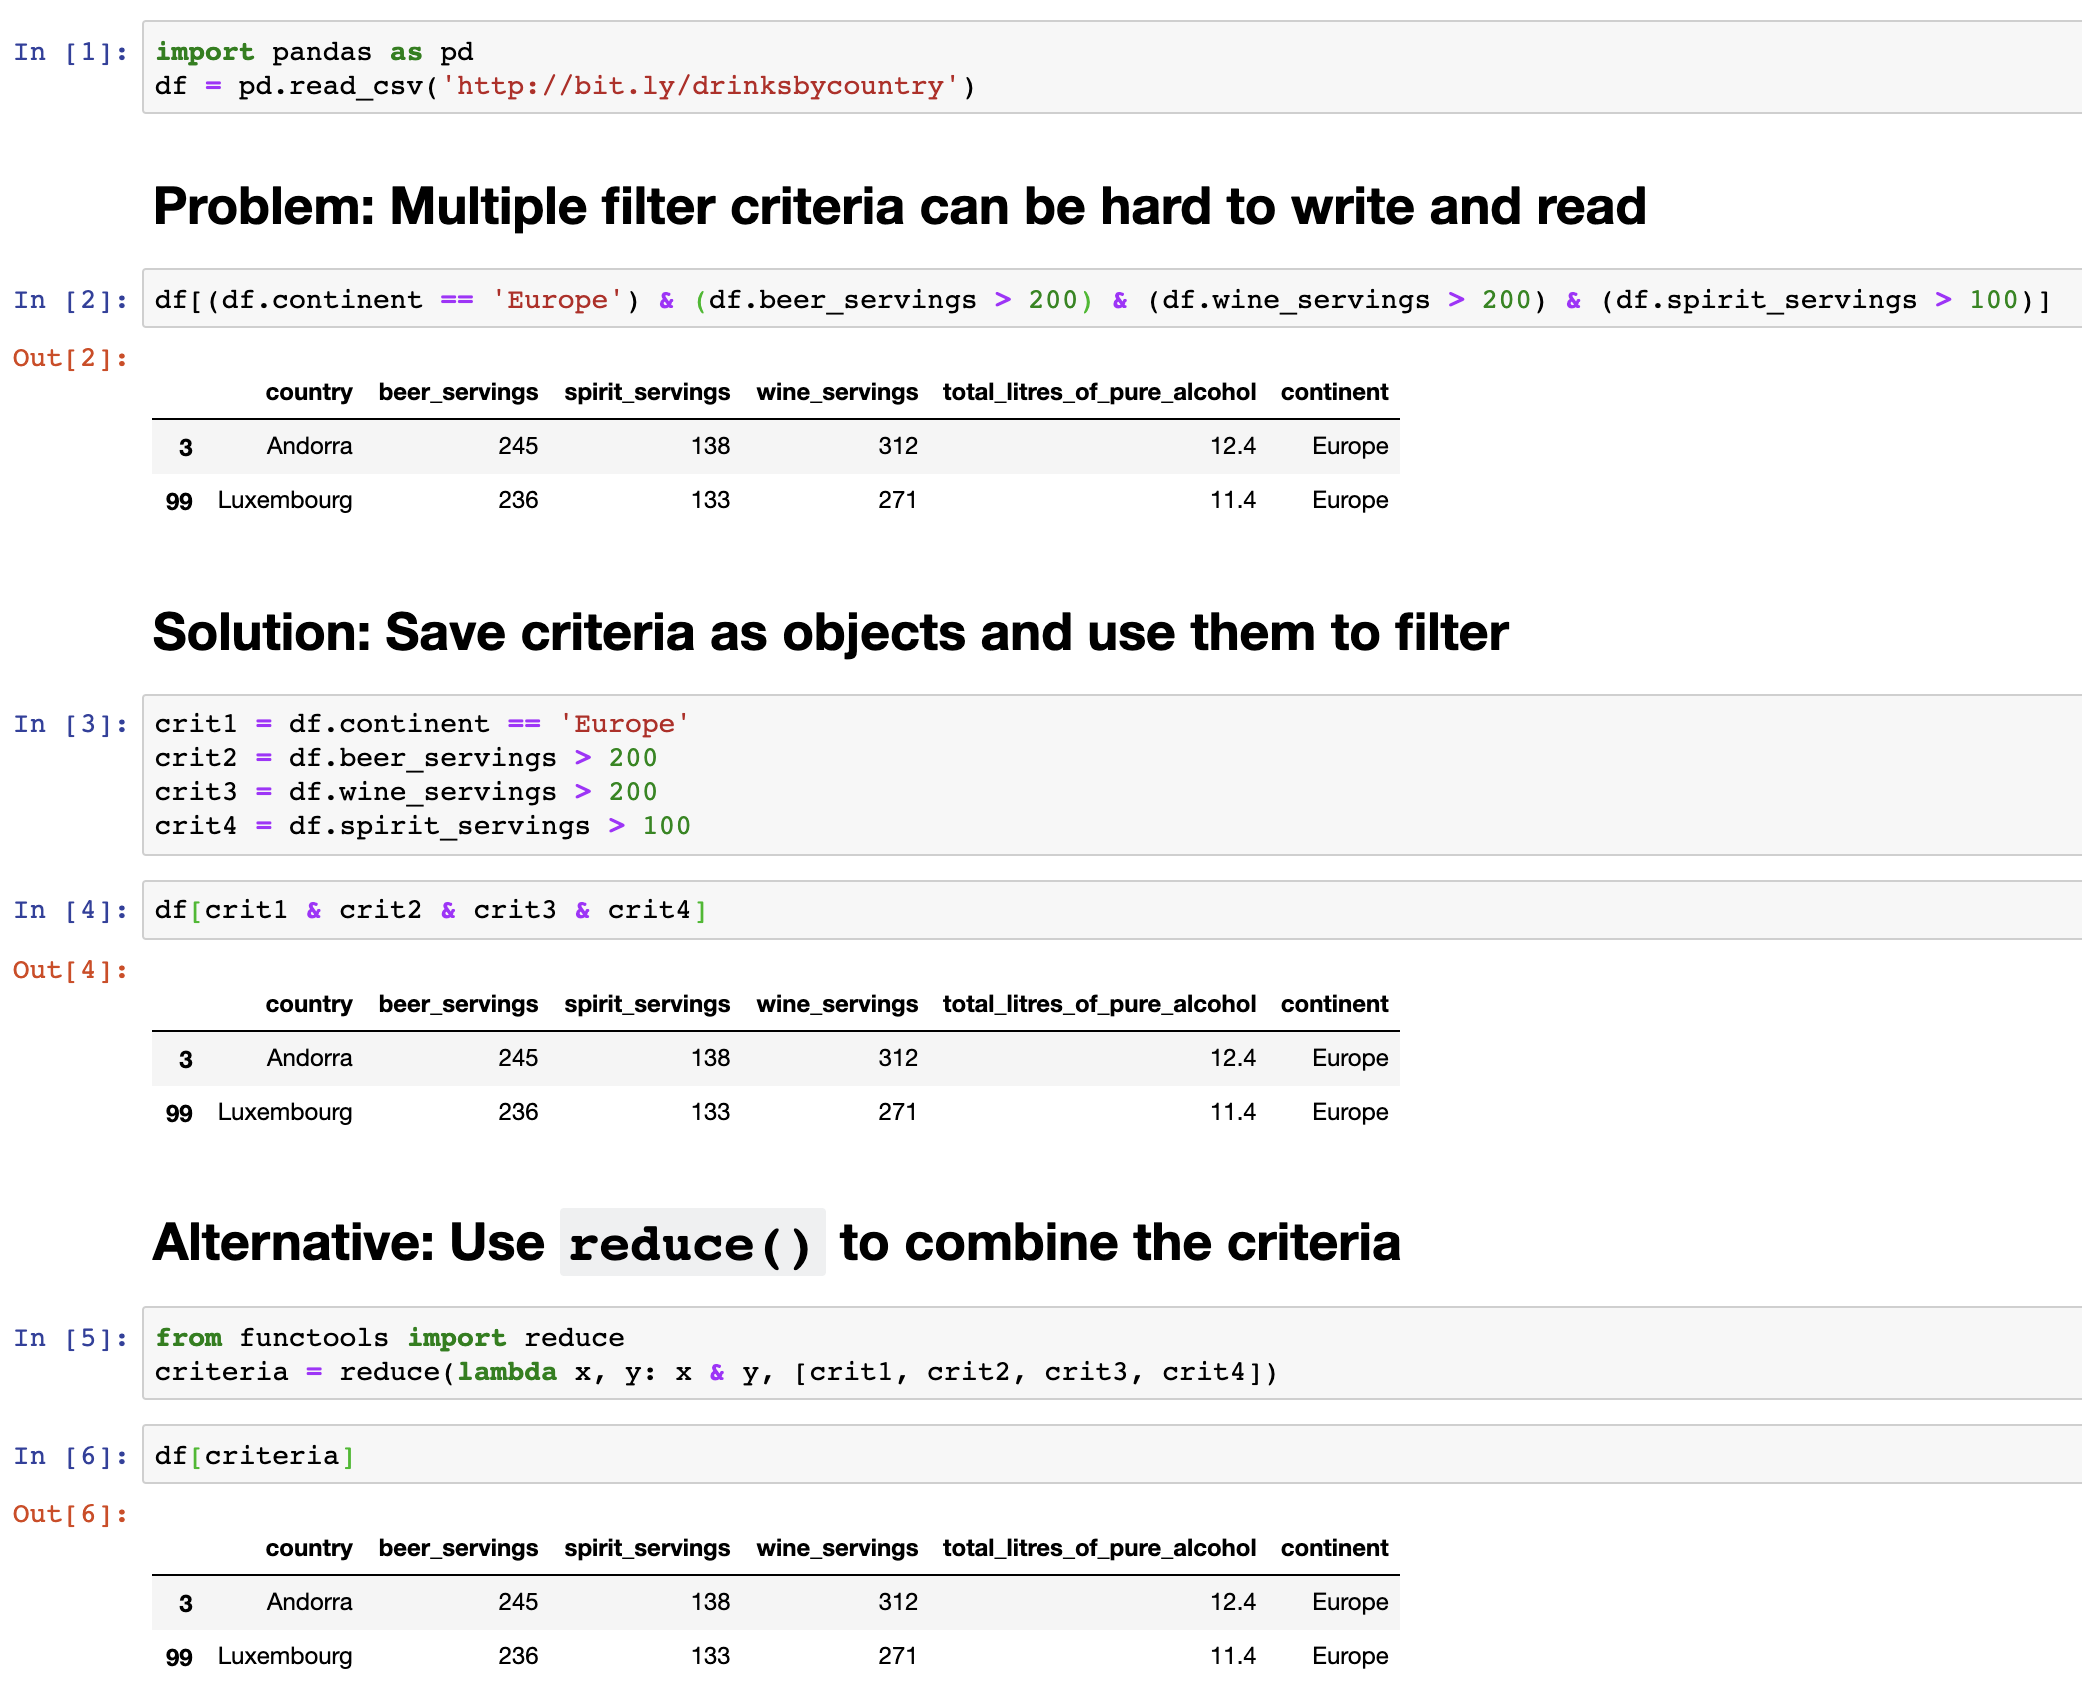 In [1]: import pandas as pd
df = pd.read_csv('http://bit.ly/drinksbycountry')
Problem: Multiple filter criteria can be hard to write and read
In [2]: df[(df.continent == 'Europe') & (df.beer_servings > 200) & (df.wine_servings > 200) & (df.spirit_servings > 100)]
Out[2]:
country beer_servings spirit_servings wine_servings total_litres_of_pure_alcohol continent
3 Andorra 245 138 312 12.4 Europe
99 Luxembourg 236 133 271 11.4 Europe
Solution: Save criteria as objects and use them to filter
In [3]: crit1 = df.continent == 'Europe'
crit2 = df.beer_servings > 200
crit3 = df.wine_servings > 200
crit4 = df.spirit_servings > 100
In [4]: df[crit1 & crit2 & crit3 & crit4]
Out[4]:
country beer_servings spirit_servings wine_servings total_litres_of_pure_alcohol continent
3 Andorra 245 138 312 12.4 Europe
99 Luxembourg 236 133 271 11.4 Europe
Alternative: Use reduce() to combine the criteria
In [5]: from functools import reduce
criteria = reduce(lambda x, y: x & y, [crit1, crit2, crit3, crit4])
In [6]: df[criteria]
Out[6]:
country beer_servings spirit_servings wine_servings total_litres_of_pure_alcohol continent
3 Andorra 245 138 312 12.4 Europe
99 Luxembourg 236 133 271 11.4 Europe